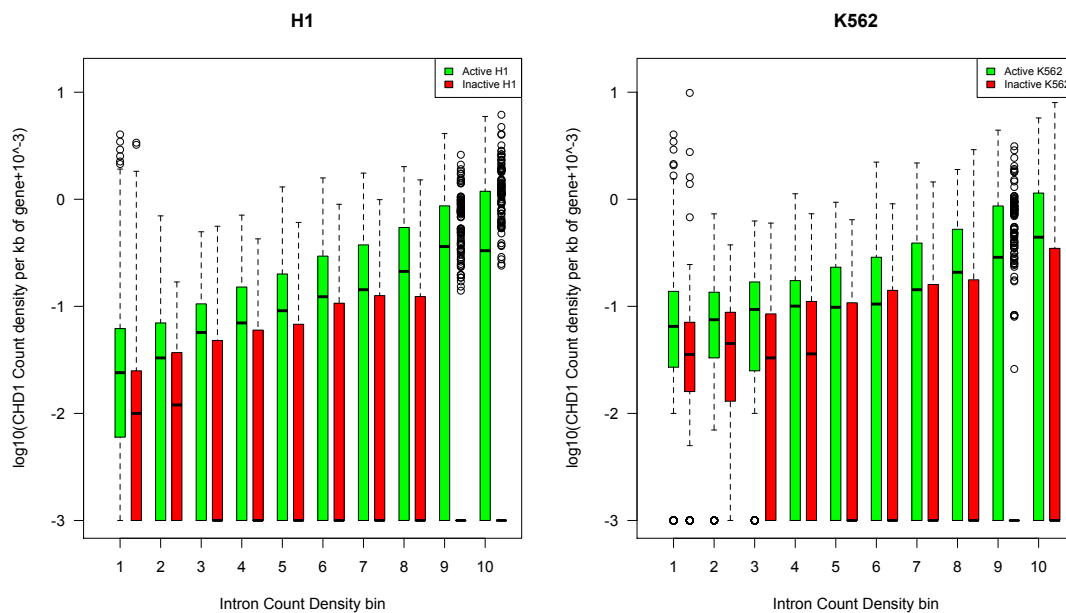 H1
log10(CHD1 Count density per kb of gene+10^-3)
1
0
-1
-2
-3
Active H1
Inactive H1
1 2 3 4 5 6 7 8 9 10
Intron Count Density bin
K562
log10(CHD1 Count density per kb of gene+10^-3)
1
0
-1
-2
-3
Active K562
Inactive K562
1 2 3 4 5 6 7 8 9 10
Intron Count Density bin